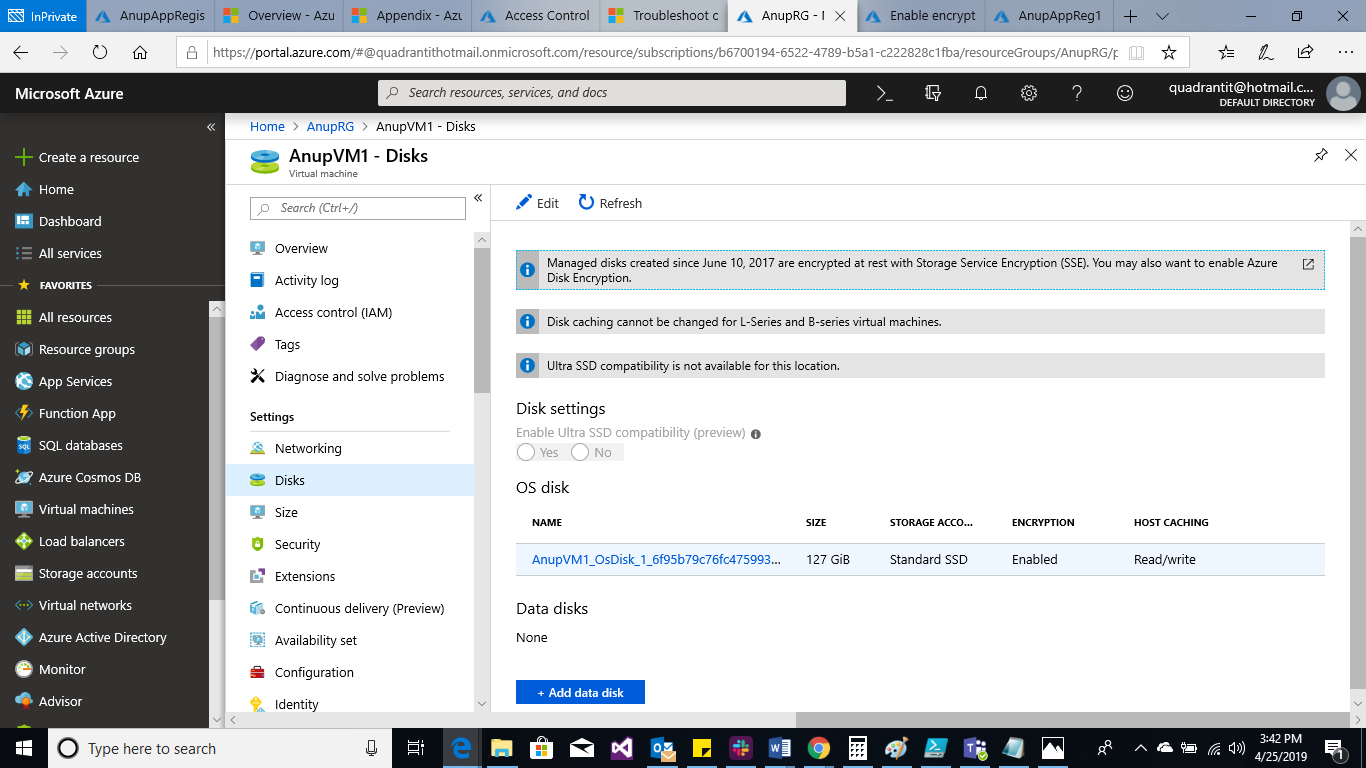 InPrivate
AnupAppRegis
Overview - Azu
Appendix - Azu
Access Control
Troubleshoot c
AnupRG - 
Enable encrypt
AnupAppReg1
https://portal.azure.com/#@quadrantithotmail.onmicrosoft.com/resource/subscriptions/b6700194-6522-4789-b5a1-c222828c1fba/resourceGroups/AnupRG/p
Microsoft Azure
Search resources, services, and docs
quadrantit@hotmail.c...
DEFAULT DIRECTORY
Create a resource
Home
Dashboard
All services
FAVORITES
All resources
Resource groups
App Services
Function App
SQL databases
Azure Cosmos DB
Virtual machines
Load balancers
Storage accounts
Virtual networks
Azure Active Directory
Monitor
Advisor
Home > AnupRG > AnupVM1 - Disks
AnupVM1 - Disks
Virtual machine
Search (Ctrl+/)
Overview
Activity log
Access control (IAM)
Tags
Diagnose and solve problems
Settings
Networking
Disks
Size
Security
Extensions
Continuous delivery (Preview)
Availability set
Configuration
Identity
Edit
Refresh
Managed disks created since June 10, 2017 are encrypted at rest with Storage Service Encryption (SSE). You may also want to enable Azure
Disk Encryption.
Disk caching cannot be changed for L-Series and B-series virtual machines.
Ultra SSD compatibility is not available for this location.
Disk settings
Enable Ultra SSD compatibility (preview)
Yes No
OS disk
NAME SIZE STORAGE ACCO... ENCRYPTION HOST CACHING
AnupVM1_OsDisk_1_6f95b79c76fc475993... 127 GiB Standard SSD Enabled Read/write
Data disks
None
+ Add data disk
Type here to search
3:42 PM
4/25/2019
1